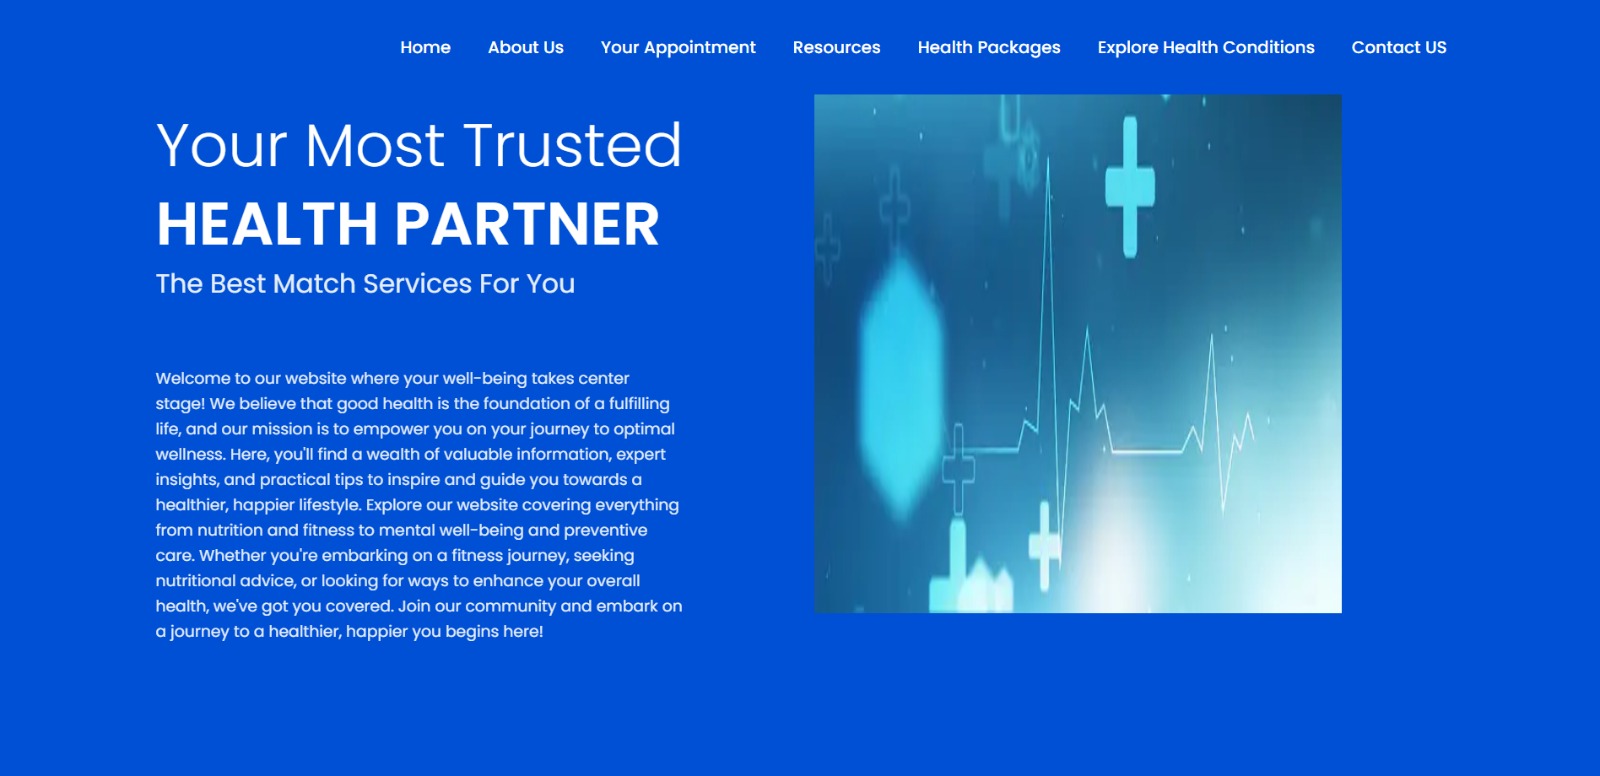 Home About Us Your Appointment Resources Health Packages Explore Health Conditions Contact US
Your Most Trusted
HEALTH PARTNER
The Best Match Services For You
Welcome to our website where your well-being takes center
stage! We believe that good health is the foundation of a fulfilling
life, and our mission is to empower you on your journey to optimal
wellness. Here, you'll find a wealth of valuable information, expert
insights, and practical tips to inspire and guide you towards a
healthier, happier lifestyle. Explore our website covering everything
from nutrition and fitness to mental well-being and preventive
care. Whether you're embarking on a fitness journey, seeking
nutritional advice, or looking for ways to enhance your overall
health, we've got you covered. Join our community and embark on
a journey to a healthier, happier you begins here!